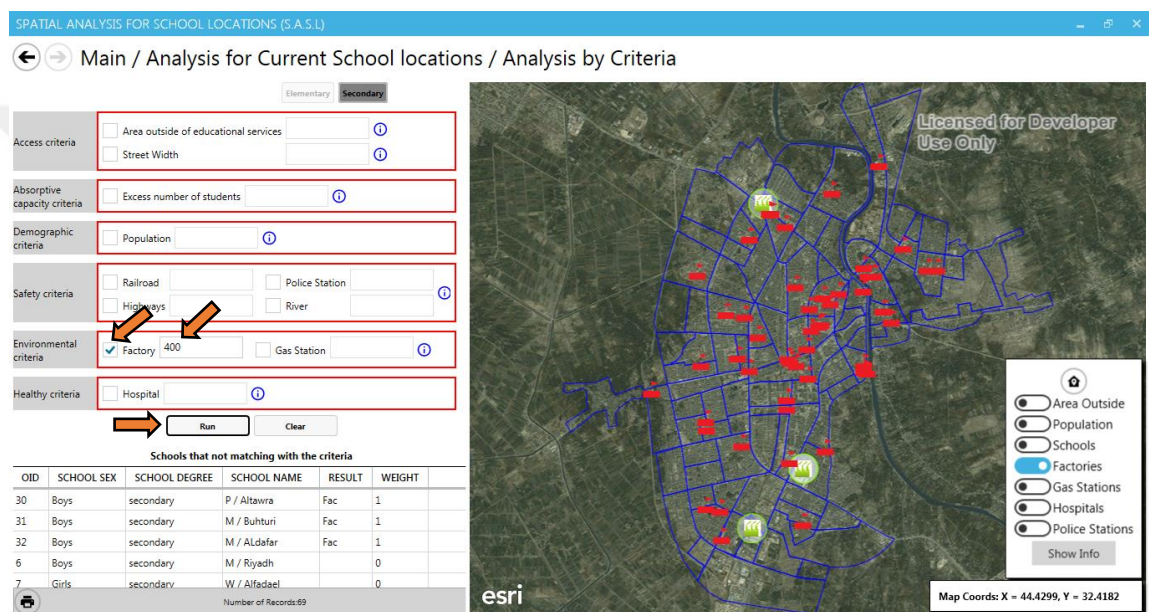 SPATIAL ANALYSIS FOR SCHOOL LOCATIONS (S.A.S.L)
Main / Analysis for Current School locations / Analysis by Criteria
Elementary Secondary
Access criteria
Area outside of educational services
Street Width
Absorptive capacity criteria
Excess number of students
Demographic criteria
Population
Safety criteria
Railroad Police Station
Highways River
Environmental criteria
Factory 400 Gas Station
Healthy criteria
Hospital
Run Clear
Schools that not matching with the criteria
OID SCHOOL SEX SCHOOL DEGREE SCHOOL NAME RESULT WEIGHT
30 Boys secondary P / Altawra Fac 1
31 Boys secondary M / Buhturi Fac 1
32 Boys secondary M / ALdafar Fac 1
6 Boys secondary M / Riyadh 0
7 Girls secondary W / Alfadael 0
Number of Records:69
Licensed for Developer
Use Only
Area Outside
Population
Schools
Factories
Gas Stations
Hospitals
Police Stations
Show Info
esri
Map Coords: X = 44.4299, Y = 32.4182